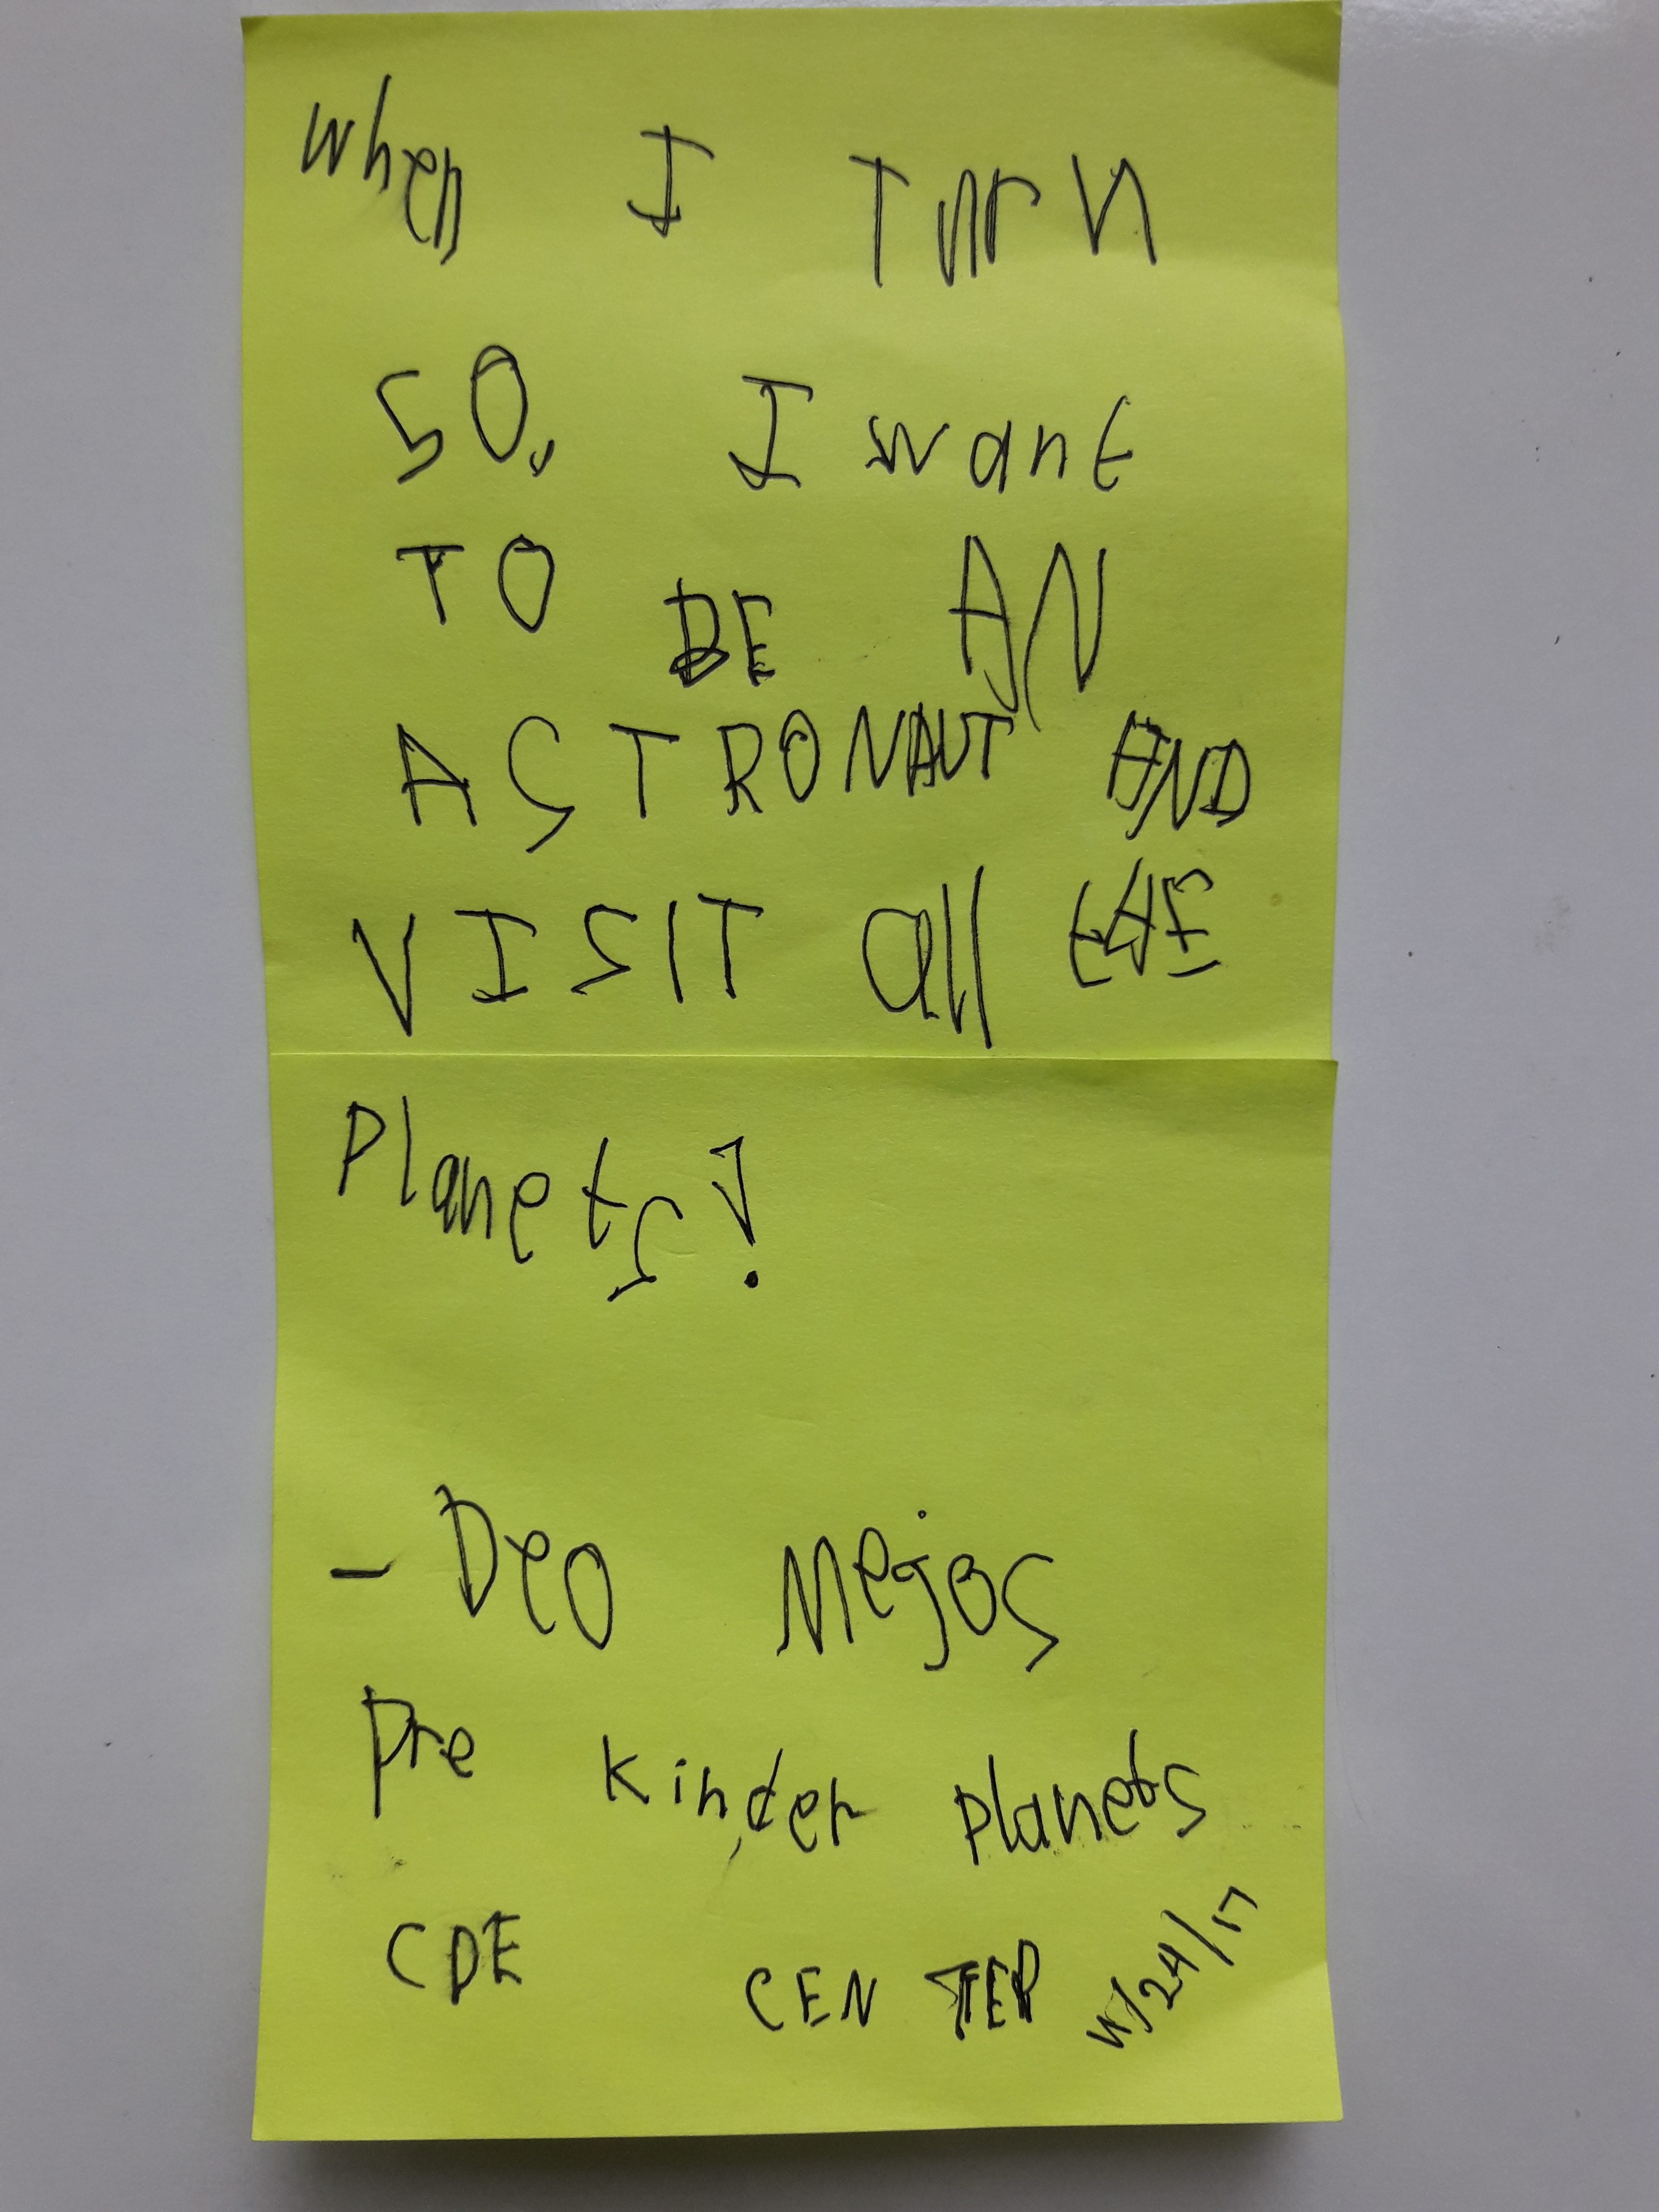 when I Turn
50, I want
TO BE AN
ASTRONAUT AND
VISIT all tHE
Planets!
- Deo Mejos
Pre kinder planets
CDE CENTER